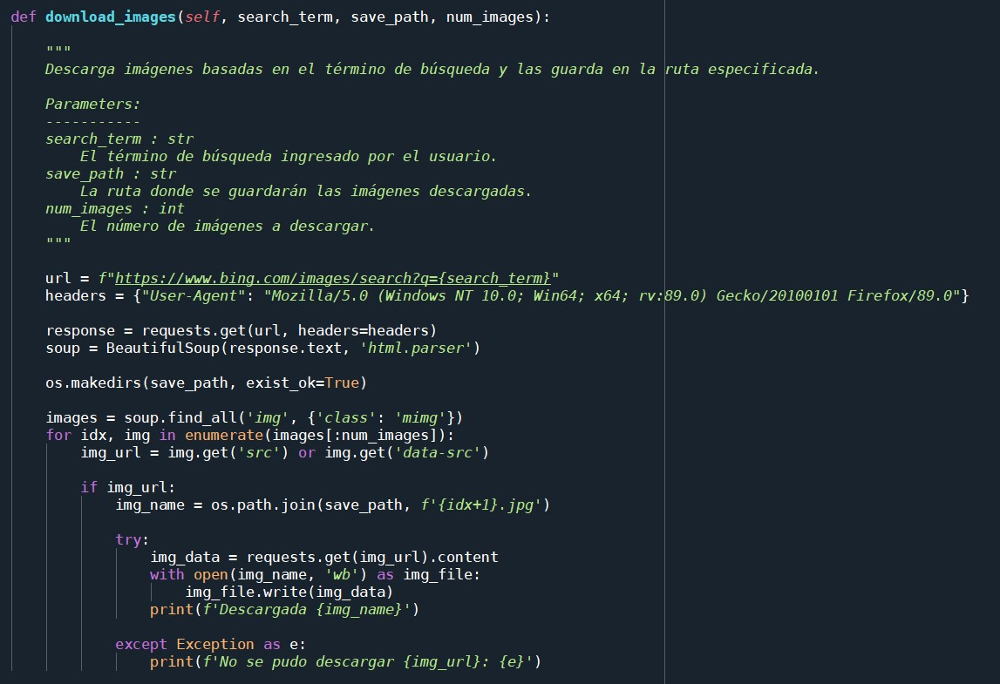 def download_images(self, search_term, save_path, num_images):
    """
    Descarga imágenes basadas en el término de búsqueda y las guarda en la ruta especificada.
    Parameters:
    -----------
    search_term : str
        El término de búsqueda ingresado por el usuario.
    save_path : str
        La ruta donde se guardarán las imágenes descargadas.
    num_images : int
        El número de imágenes a descargar.
    """
    url = f"https://www.bing.com/images/search?q={search_term}"
    headers = {"User-Agent": "Mozilla/5.0 (Windows NT 10.0; Win64; x64; rv:89.0) Gecko/20100101 Firefox/89.0"}
    response = requests.get(url, headers=headers)
    soup = BeautifulSoup(response.text, 'html.parser')
    os.makedirs(save_path, exist_ok=True)
    images = soup.find_all('img', {'class': 'mimg'})
    for idx, img in enumerate(images[:num_images]):
        img_url = img.get('src') or img.get('data-src')
        if img_url:
            img_name = os.path.join(save_path, f'{idx+1}.jpg')
            try:
                img_data = requests.get(img_url).content
                with open(img_name, 'wb') as img_file:
                    img_file.write(img_data)
                print(f'Descargada {img_name}')
            except Exception as e:
                print(f'No se pudo descargar {img_url}: {e}')